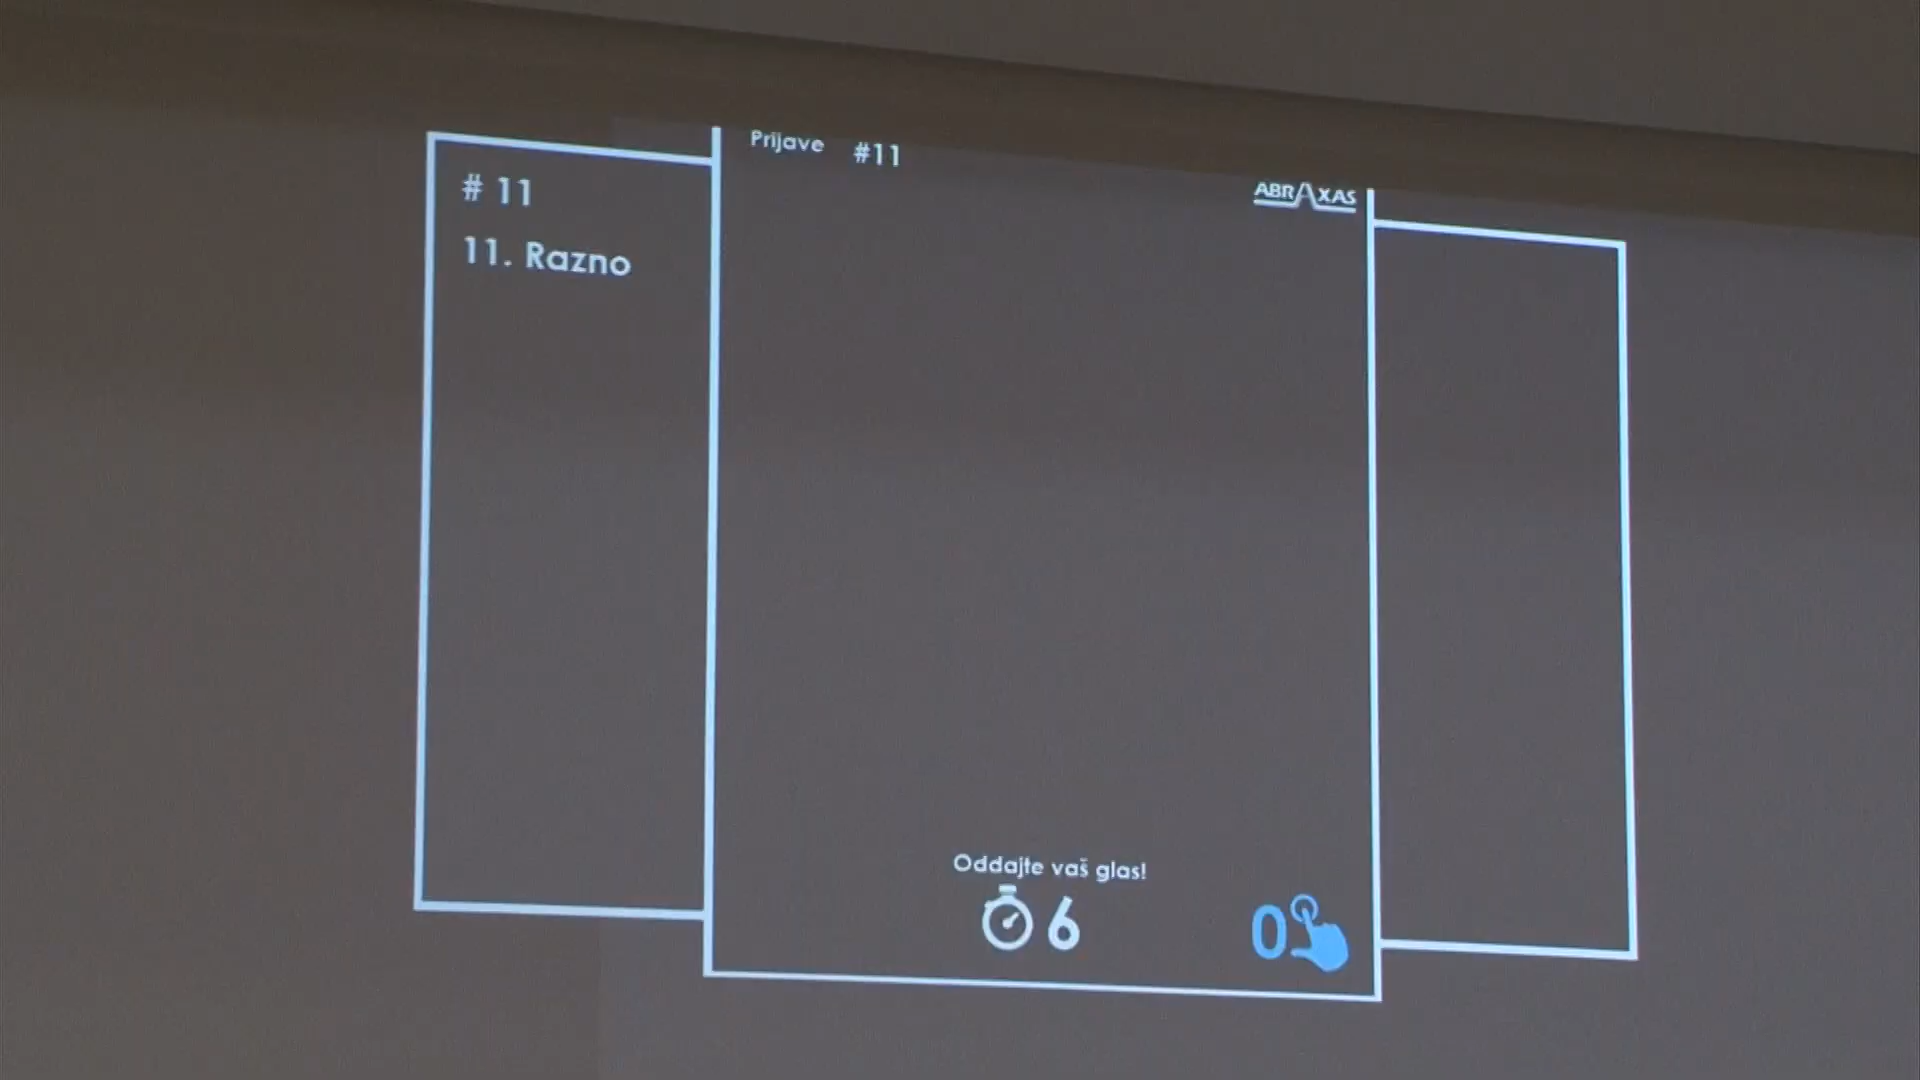 # 11
11. Razno
Prijave #11
ABRAXAS
Oddajte vaš glas!
6
0